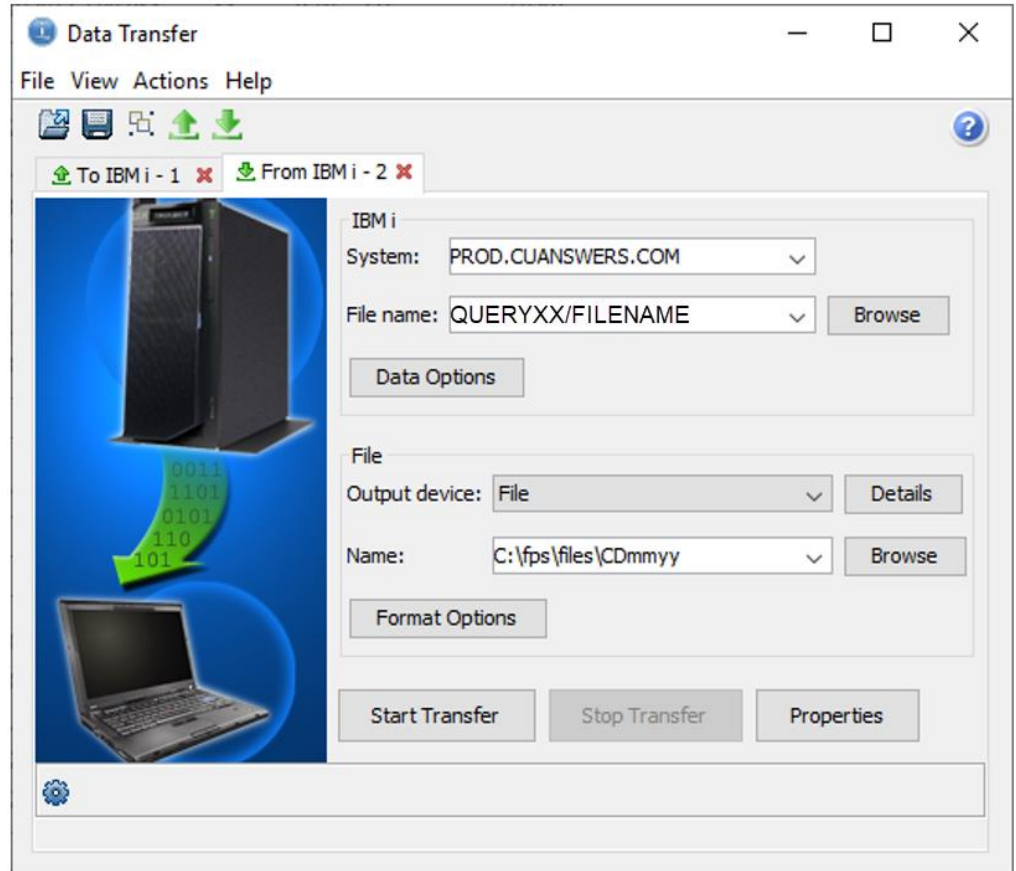 Data Transfer
File View Actions Help
To IBM i - 1 From IBM i - 2
IBM i
System: PROD.CUANSWERS.COM
File name: QUERYXX/FILENAME Browse
Data Options
File
Output device: File Details
Name: C:\fps\files\CDmmyy Browse
Format Options
Start Transfer Stop Transfer Properties
0011
1101
0101
110
101